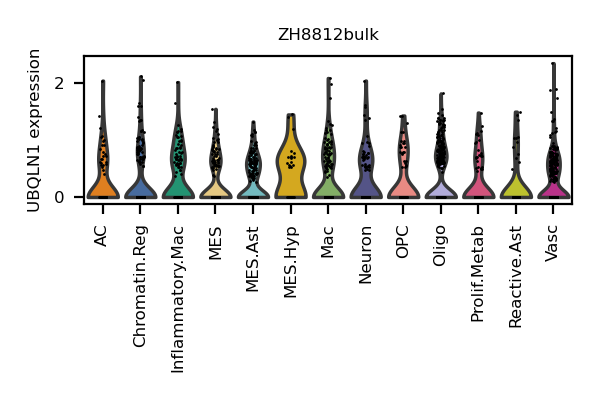 ZH8812bulk
UBQLN1 expression
2
0
AC
Chromatin.Reg
Inflammatory.Mac
MES
MES.Ast
MES.Hyp
Mac
Neuron
OPC
Oligo
Prolif.Metab
Reactive.Ast
Vasc